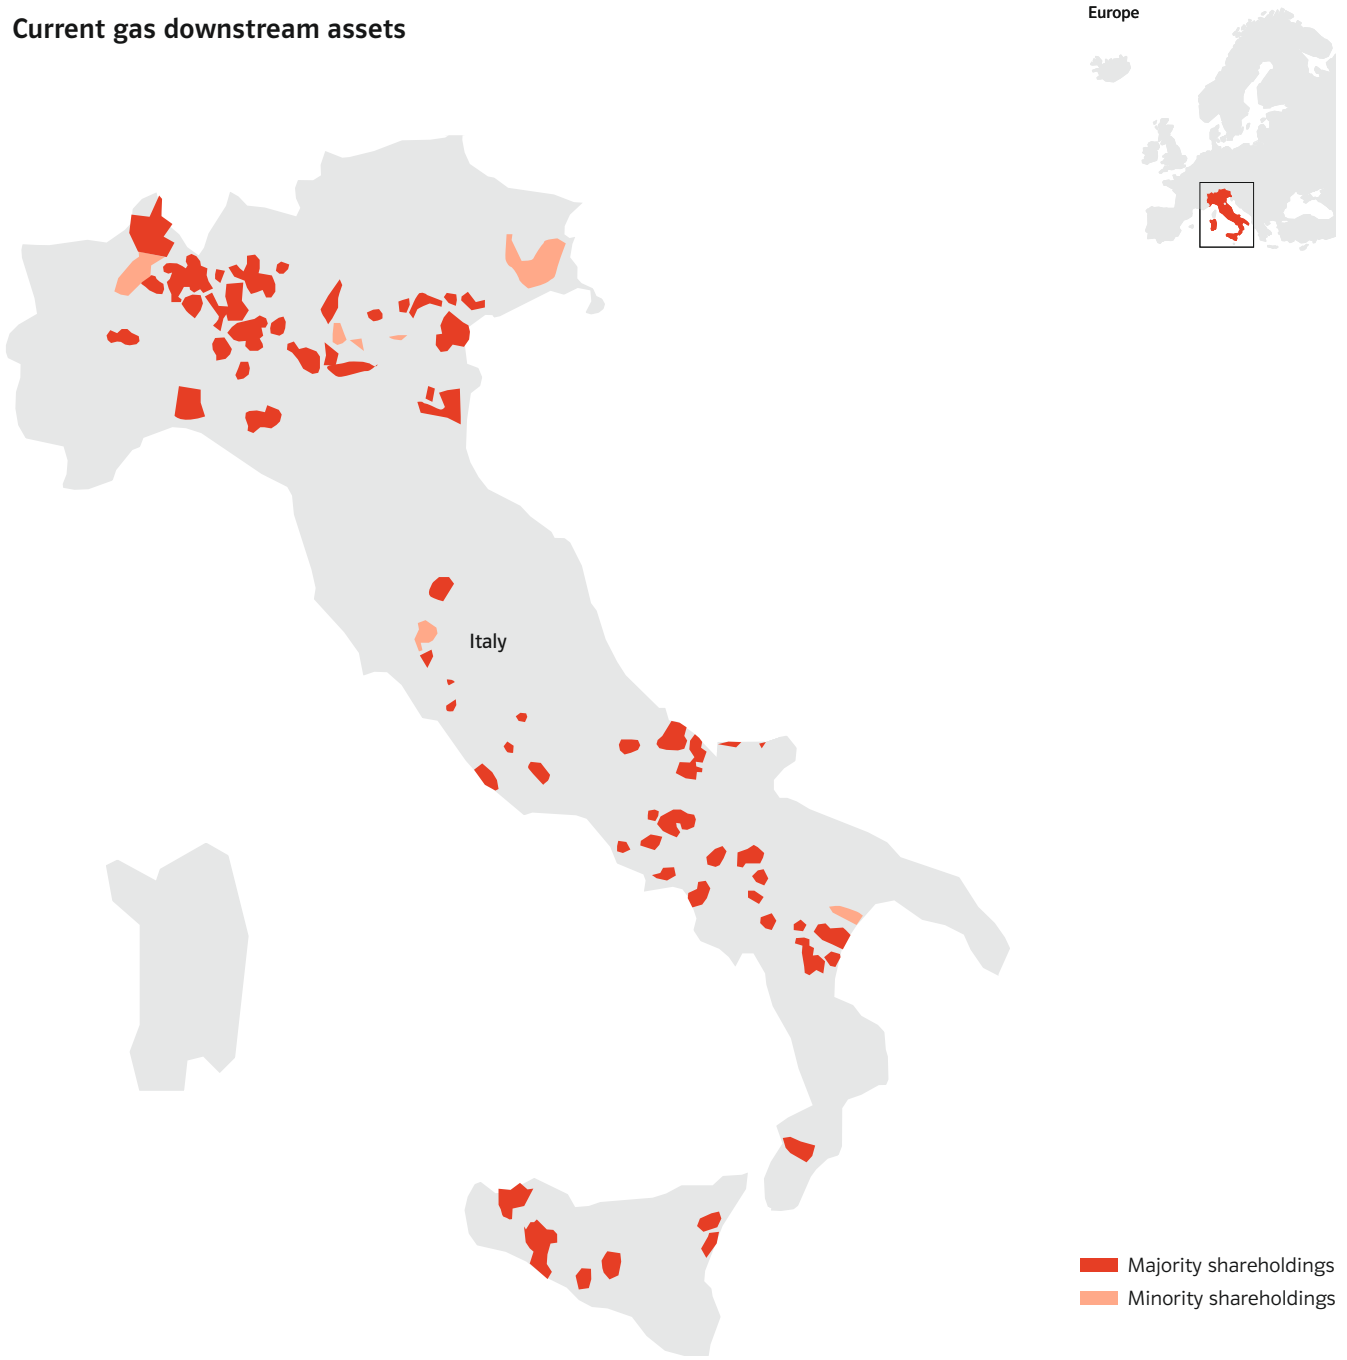 Current gas downstream assets
Europe
Italy
Majority shareholdings
Minority shareholdings